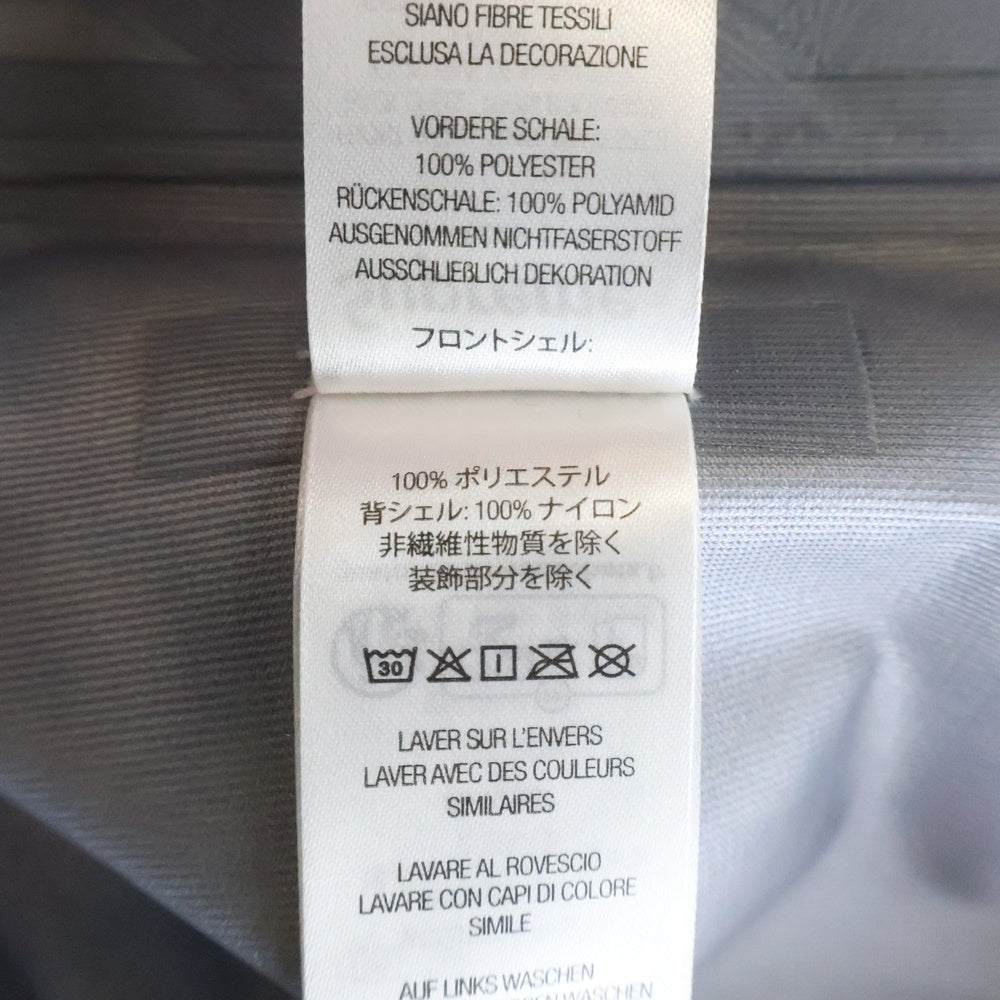 SIANO FIBRE TESSILI
ESCLUSA LA DECORAZIONE
VORDERE SCHALE:
100% POLYESTER
RÜCKENSCHALE: 100% POLYAMID
AUSGENOMMEN NICHTFASERSTOFF
AUSSCHLIEßLICH DEKORATION
フロントシェル:
100% ポリエステル
背シェル: 100% ナイロン
非繊維性物質を除く
装飾部分を除く
30
LAVER SUR L'ENVERS
LAVER AVEC DES COULEURS
SIMILAIRES
LAVARE AL ROVESCIO
LAVARE CON CAPI DI COLORE
SIMILE
AUF LINKS WASCHEN
WASCHEN